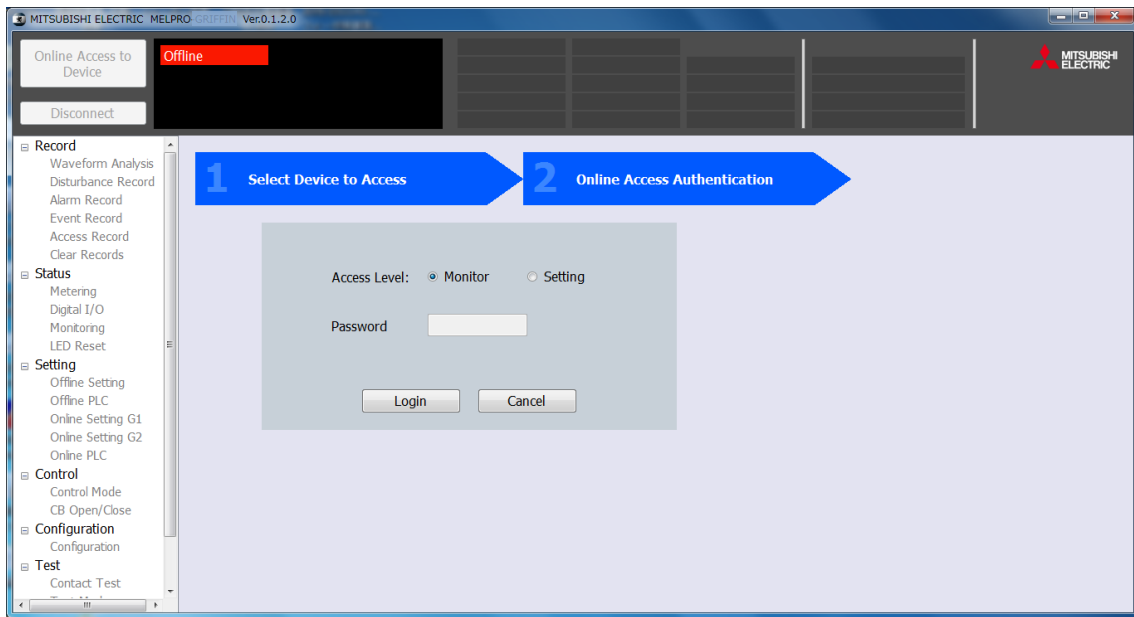 MITSUBISHI ELECTRIC MELPRO-GRIFFIN Ver.0.1.2.0
Online Access to
Device
Disconnect
Offline
MITSUBISHI
ELECTRIC
Record
Waveform Analysis
Disturbance Record
Alarm Record
Event Record
Access Record
Clear Records
Status
Metering
Digital I/O
Monitoring
LED Reset
Setting
Offline Setting
Offline PLC
Online Setting G1
Online Setting G2
Online PLC
Control
Control Mode
CB Open/Close
Configuration
Configuration
Test
Contact Test
1 Select Device to Access
2 Online Access Authentication
Access Level: Monitor Setting
Password
Login Cancel